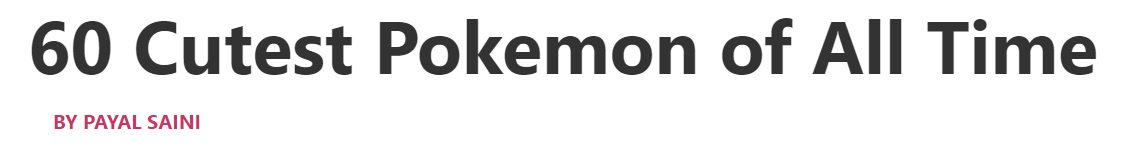 60 Cutest Pokemon of All Time
BY PAYAL SAINI